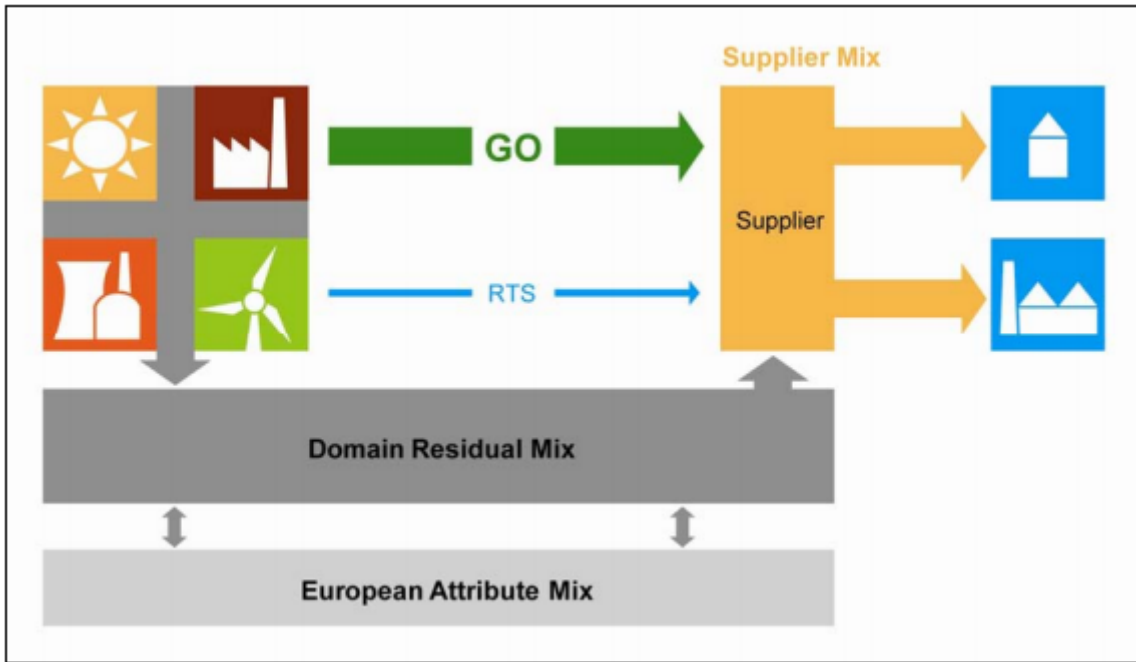 Supplier Mix
GO
Supplier
RTS
Domain Residual Mix
European Attribute Mix